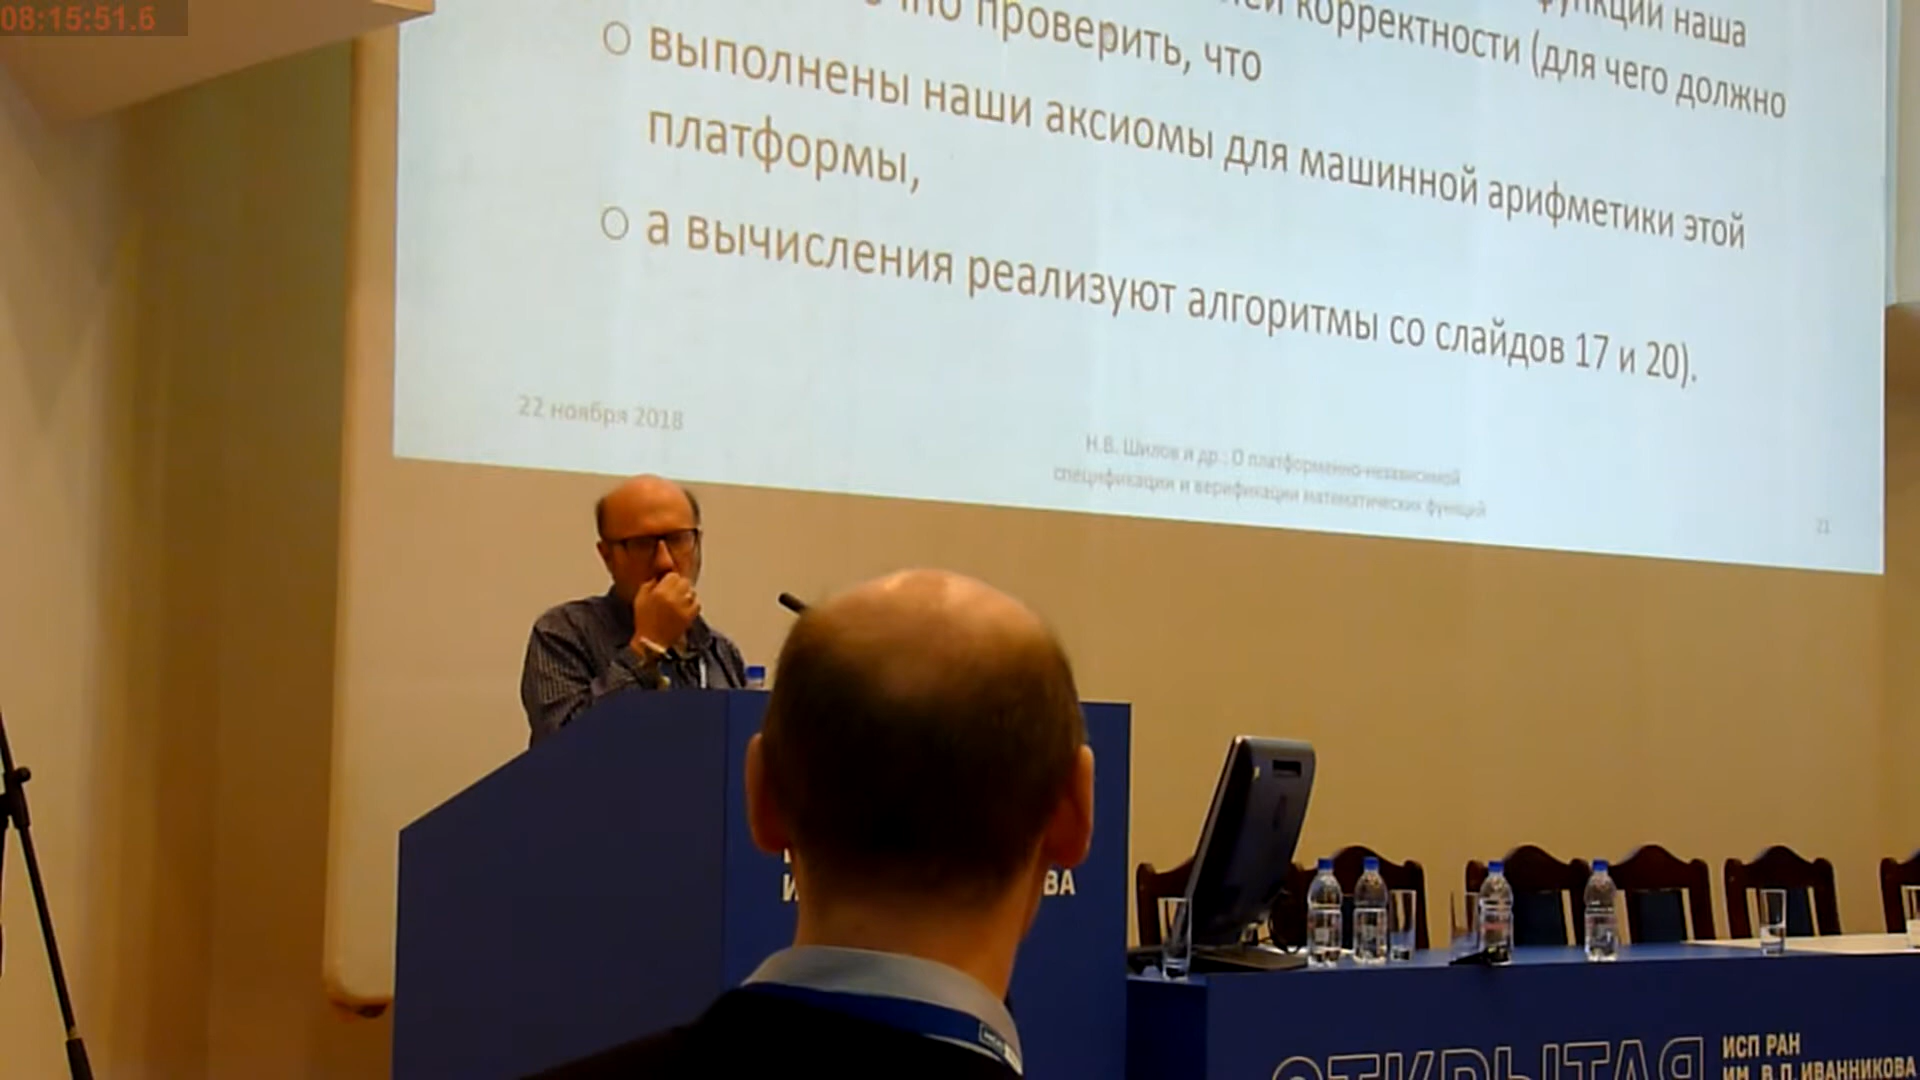 08:15:51.6
функции наша
корректности (для чего должно
проверить, что
выполнены наши аксиомы для машинной арифметики этой
платформы,
а вычисления реализуют алгоритмы со слайдов 17 и 20).
22 ноября 2018
Н.В. Шилов и др.: О платформенно-независимой
спецификации и верификации математических функций
21
ВА
ОТКРЫТАЯ
ИСП РАН
ИМ. В.П.ИВАННИКОВА